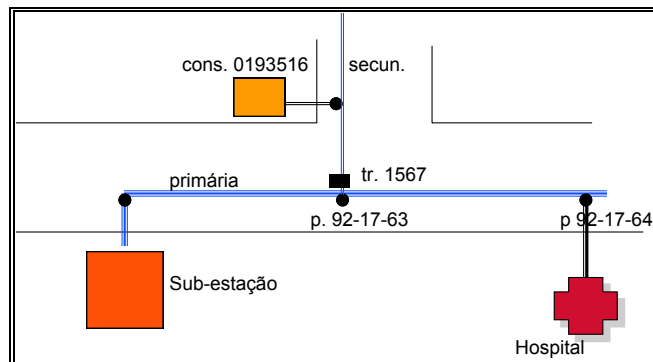 cons. 0193516
secun.
primária
tr. 1567
p. 92-17-63
p 92-17-64
Sub-estação
Hospital